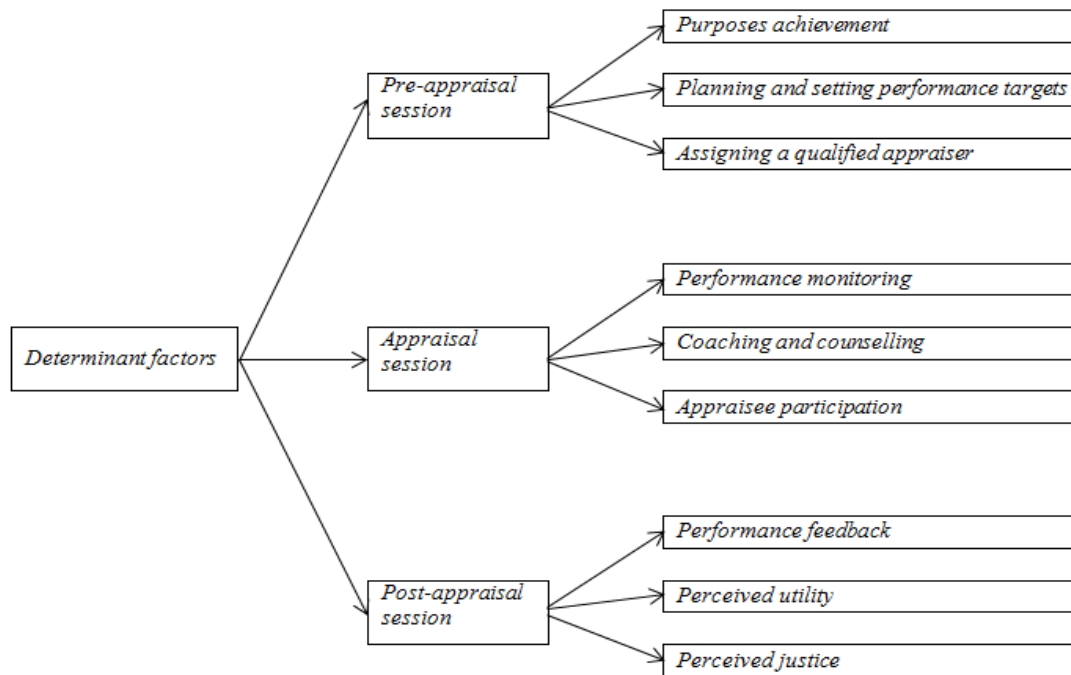 Purposes achievement
Pre-appraisal
session
Planning and setting performance targets
Assigning a qualified appraiser
Performance monitoring
Determinant factors
Appraisal
session
Coaching and counselling
Appraisee participation
Performance feedback
Post-appraisal
session
Perceived utility
Perceived justice